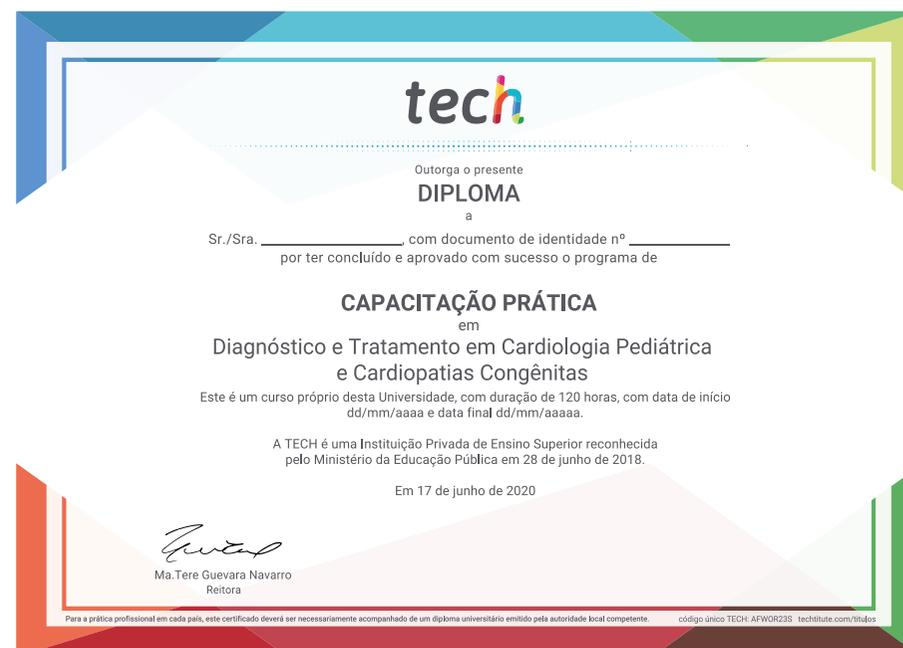 tech
Outorga o presente
DIPLOMA
a
Sr./Sra. ____________, com documento de identidade nº ____________
por ter concluído e aprovado com sucesso o programa de
CAPACITAÇÃO PRÁTICA
em
Diagnóstico e Tratamento em Cardiologia Pediátrica
e Cardiopatias Congênitas
Este é um curso próprio desta Universidade, com duração de 120 horas, com data de início
dd/mm/aaaa e data final dd/mm/aaaaa.
A TECH é uma Instituição Privada de Ensino Superior reconhecida
pelo Ministério da Educação Pública em 28 de junho de 2018.
Em 17 de junho de 2020
Ma.Tere Guevara Navarro
Reitora
Para a prática profissional em cada país, este certificado deverá ser necessariamente acompanhado de um diploma universitário emitido pela autoridade local competente. código único TECH: AFWOR23S techtitute.com/titulos